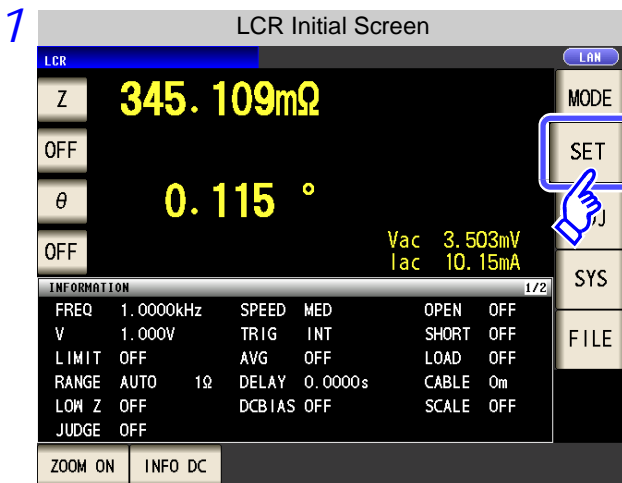 1
LCR Initial Screen
LCR
LAN
Z 345.109mΩ
MODE
OFF
SET
θ 0.115 °
OFF
Vac 3.503mV
Iac 10.15mA
SYS
INFORMATION 1/2
FREQ 1.0000kHz SPEED MED OPEN OFF
V 1.000V TRIG INT SHORT OFF
FILE
LIMIT OFF AVG OFF LOAD OFF
RANGE AUTO 1Ω DELAY 0.0000s CABLE 0m
LOW Z OFF DCBIAS OFF SCALE OFF
JUDGE OFF
ZOOM ON INFO DC